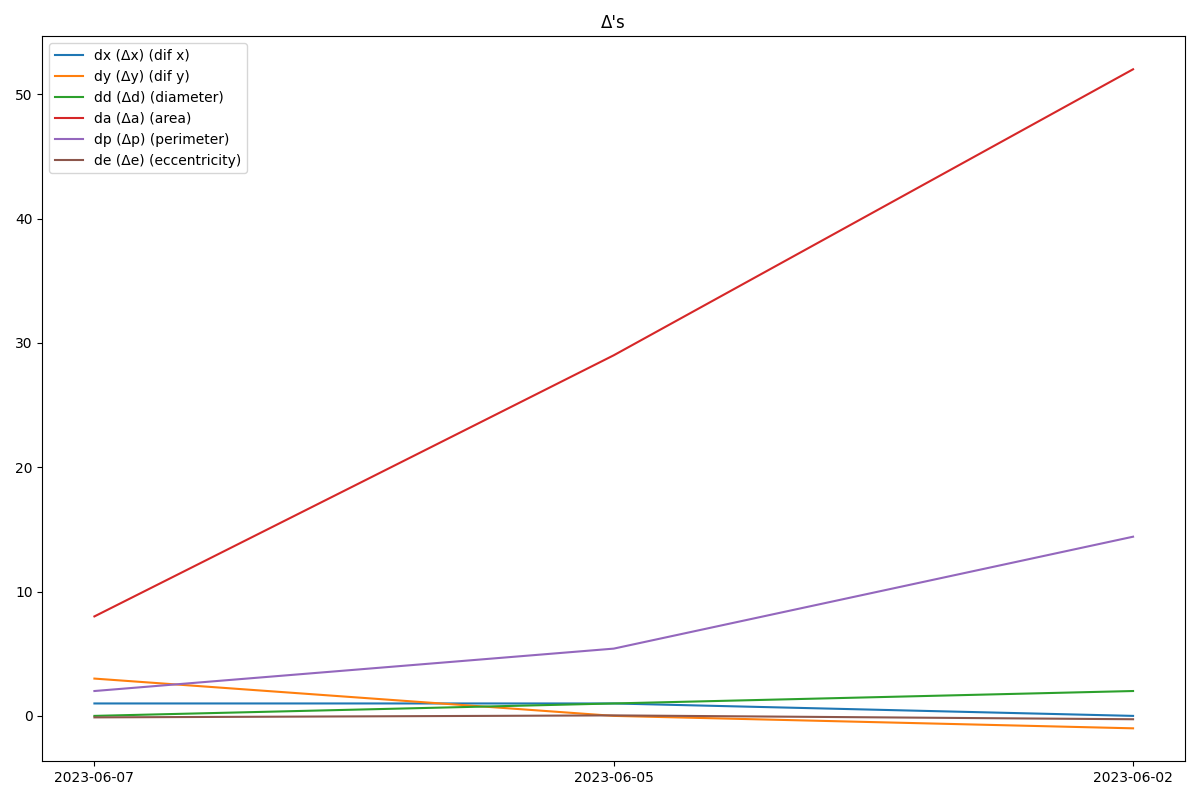 Δ's
dx (Δx) (dif x)
dy (Δy) (dif y)
dd (Δd) (diameter)
da (Δa) (area)
dp (Δp) (perimeter)
de (Δe) (eccentricity)
50
40
30
20
10
0
2023-06-07 2023-06-05 2023-06-02